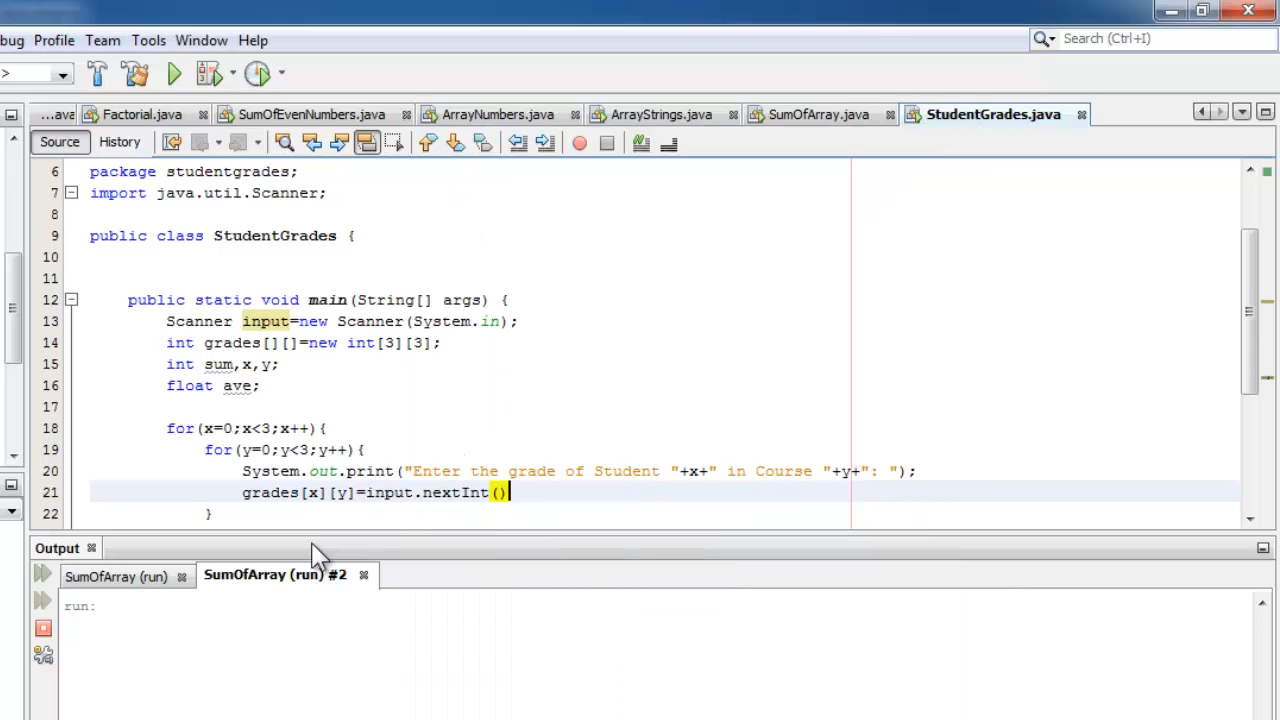 bug Profile Team Tools Window Help
Search (Ctrl+I)
>
...ava Factorial.java SumOfEvenNumbers.java ArrayNumbers.java ArrayStrings.java SumOfArray.java StudentGrades.java
Source History
6 package studentgrades;
7 import java.util.Scanner;
8
9 public class StudentGrades {
10
11
12 public static void main(String[] args) {
13 Scanner input=new Scanner(System.in);
14 int grades[][]=new int[3][3];
15 int sum,x,y;
16 float ave;
17
18 for(x=0;x<3;x++){
19 for(y=0;y<3;y++){
20 System.out.print("Enter the grade of Student "+x+" in Course "+y+": ");
21 grades[x][y]=input.nextInt()
22 }
Output
SumOfArray (run) SumOfArray (run) #2
run: